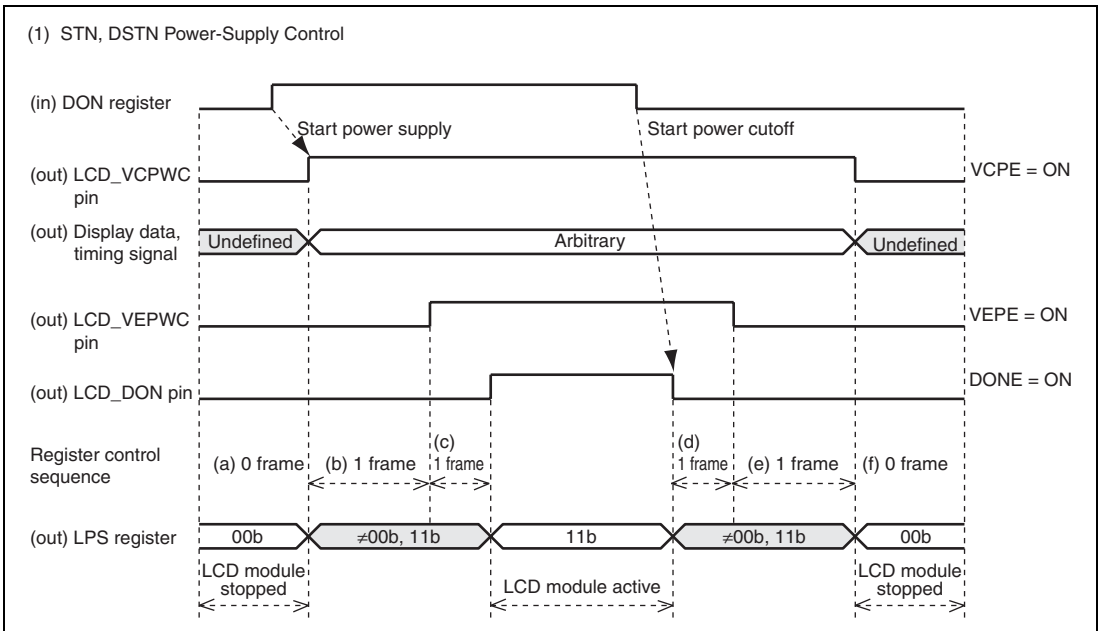 (1) STN, DSTN Power-Supply Control
(in) DON register
Start power supply
Start power cutoff
(out) LCD_VCPWC
pin
VCPE = ON
(out) Display data,
timing signal
Undefined
Arbitrary
Undefined
(out) LCD_VEPWC
pin
VEPE = ON
(out) LCD_DON pin
DONE = ON
Register control
sequence
(a) 0 frame
(b) 1 frame
(c)
1 frame
(d)
1 frame
(e) 1 frame
(f) 0 frame
(out) LPS register
00b
≠00b, 11b
11b
≠00b, 11b
00b
LCD module
stopped
LCD module active
LCD module
stopped